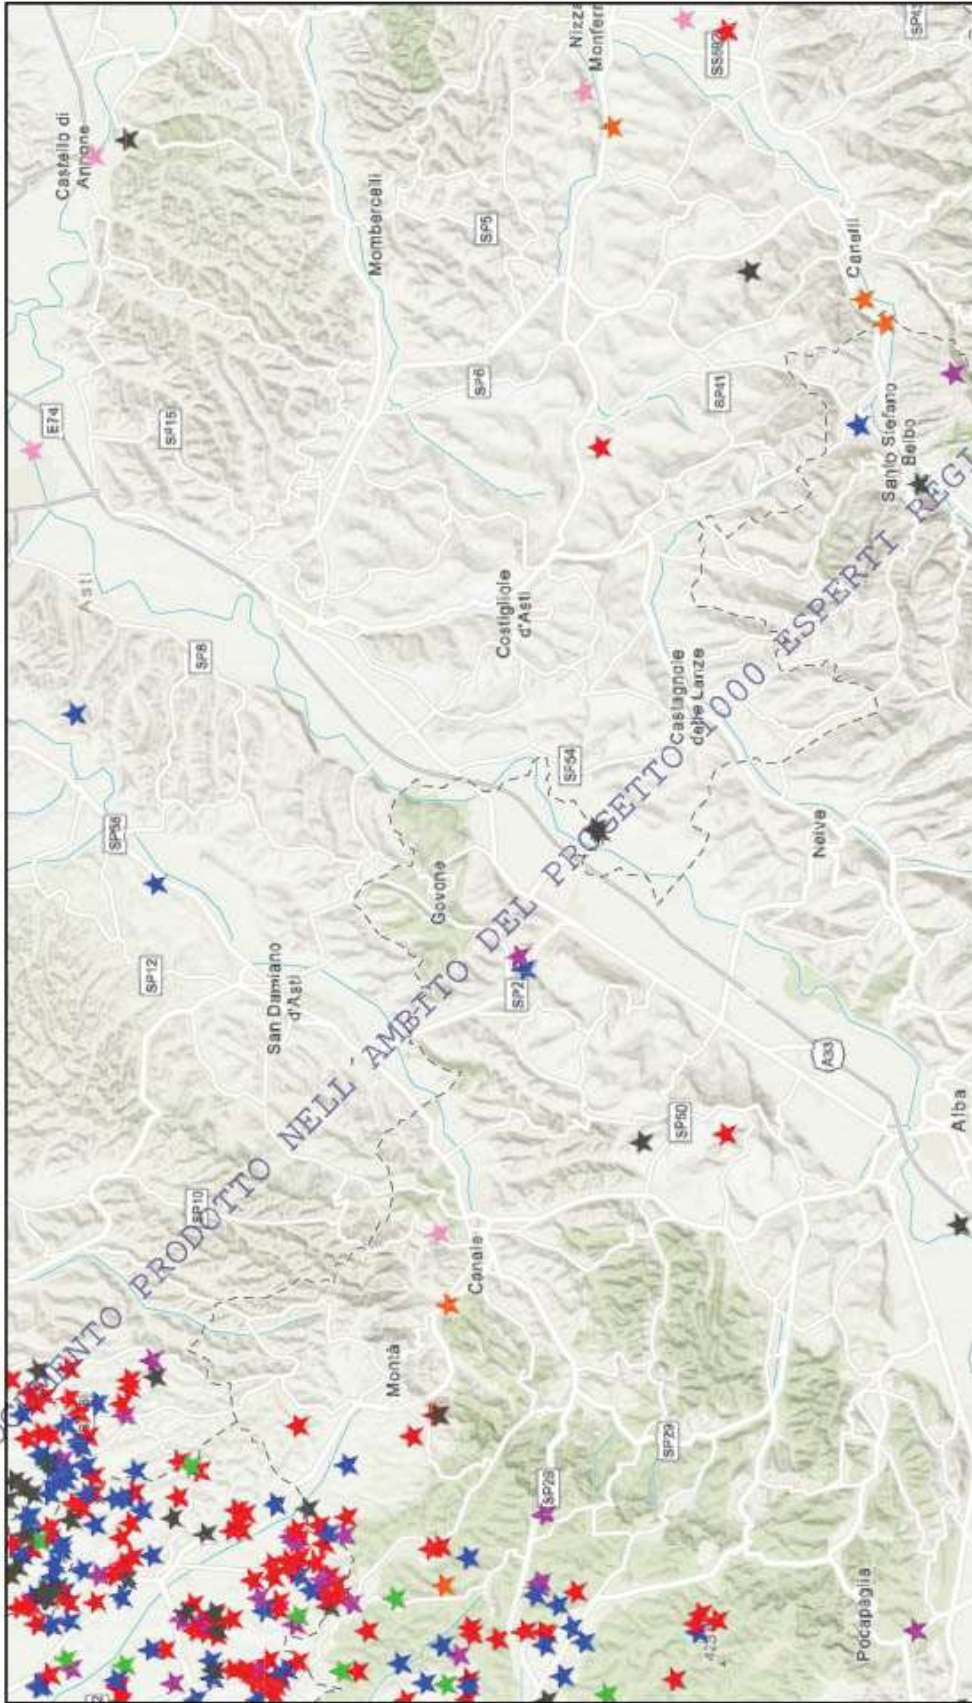 Castello di
Annone
Nizza
Monferr
SS592
E74
SP15
Mombercelli
SP5
SP6
SP41
Canelli
Santo Stefano
Belbo
Asti
SP8
SP58
Costigliole
d'Asti
Castagnole
delle Lanze
SP54
Neive
Govone
SP12
San Damiano
d'Asti
SP2
A33
Alba
SP50
SP10
Canale
Montà
SP29
SP29
Pocapaglia
PRODOTTO NELL'AMBITO DEL PROGETTO 1000 ESPERTI REGI